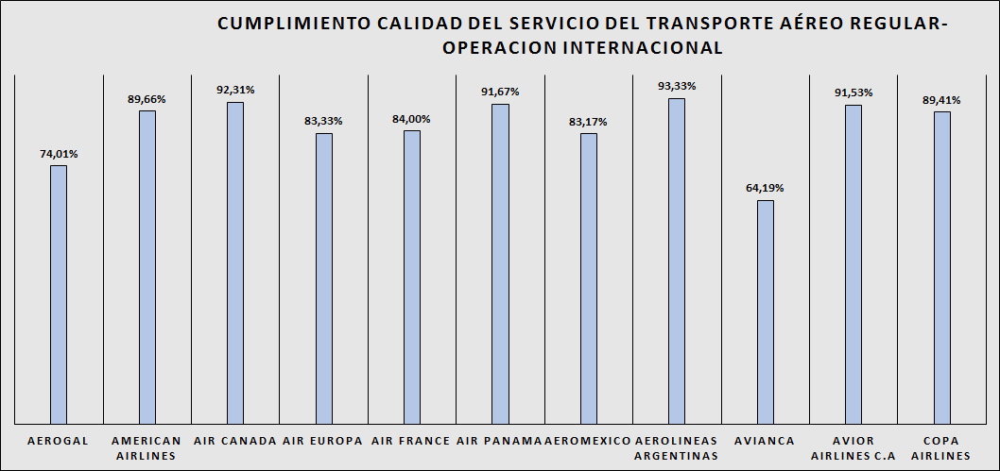 CUMPLIMIENTO CALIDAD DEL SERVICIO DEL TRANSPORTE AÉREO REGULAR-
OPERACION INTERNACIONAL
74,01%
89,66%
92,31%
83,33%
84,00%
91,67%
83,17%
93,33%
64,19%
91,53%
89,41%
AEROGAL
AMERICAN
AIRLINES
AIR CANADA
AIR EUROPA
AIR FRANCE
AIR PANAMA
AEROMEXICO
AEROLINEAS
ARGENTINAS
AVIANCA
AVIOR
AIRLINES C.A
COPA
AIRLINES